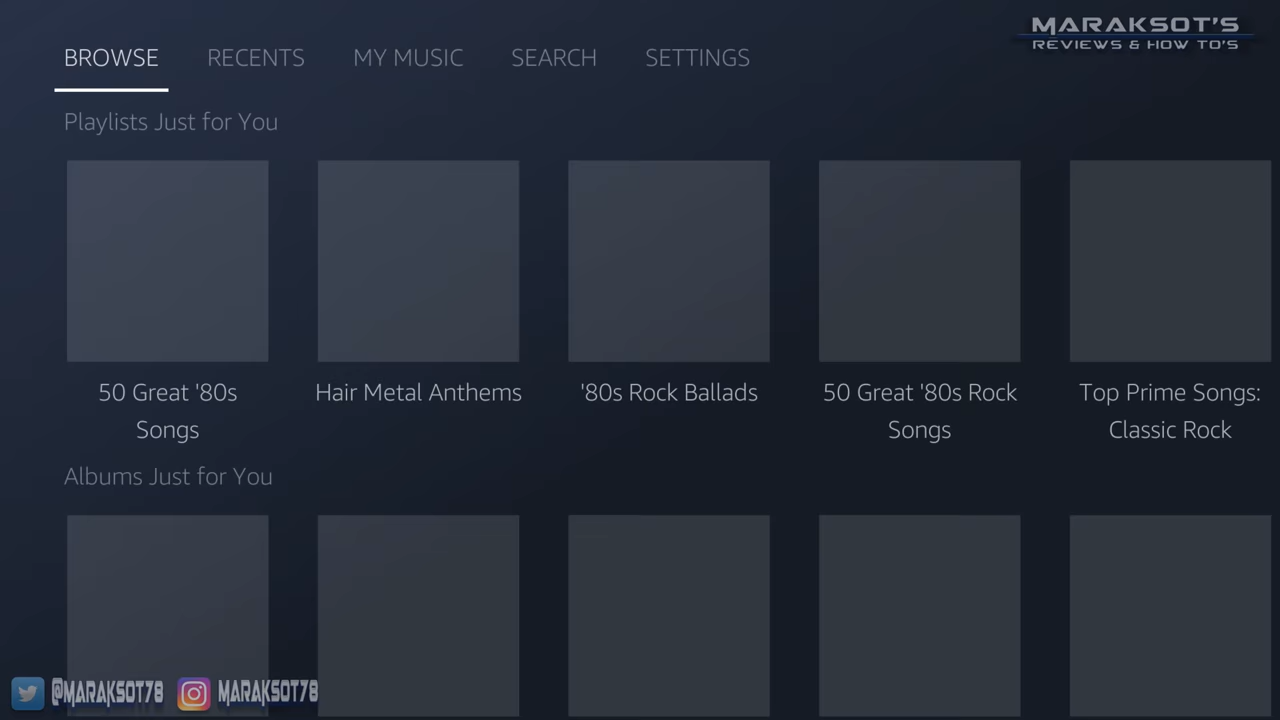 MARAKSOT'S
REVIEWS & HOW TO'S
BROWSE RECENTS MY MUSIC SEARCH SETTINGS
Playlists Just for You
50 Great '80s
Songs
Hair Metal Anthems
'80s Rock Ballads
50 Great '80s Rock
Songs
Top Prime Songs:
Classic Rock
Albums Just for You
@MARAKSOT78 MARAKSOT78